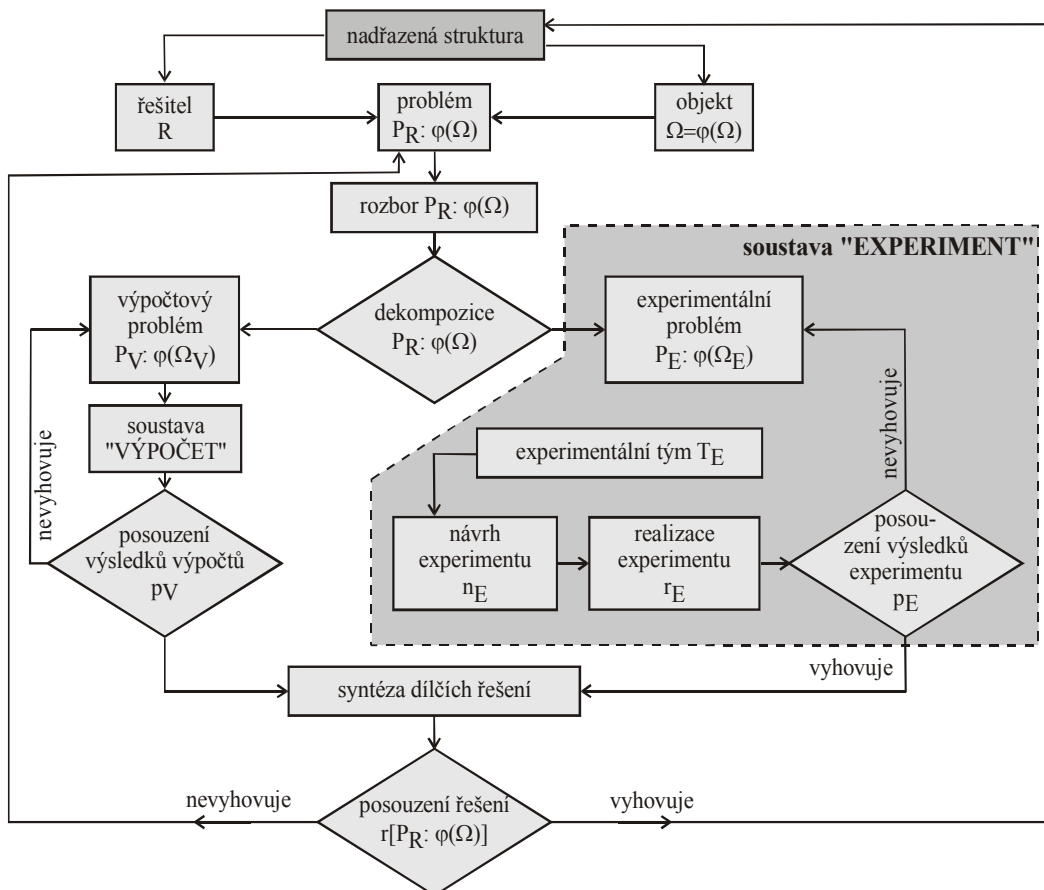 nadřazená struktura
řešitel
R
problém
PR: φ(Ω)
objekt
Ω=φ(Ω)
rozbor PR: φ(Ω)
soustava "EXPERIMENT"
výpočtový
problém
PV: φ(ΩV)
dekompozice
PR: φ(Ω)
experimentální
problém
PE: φ(ΩE)
soustava
"VÝPOČET"
nevyhovuje
experimentální tým TE
nevyhovuje
posouzení
výsledků výpočtů
pV
návrh
experimentu
nE
realizace
experimentu
rE
posou-
zení výsledků
experimentu
pE
vyhovuje
syntéza dílčích řešení
nevyhovuje
posouzení řešení
r[PR: φ(Ω)]
vyhovuje